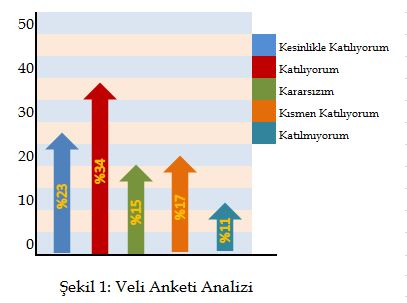 50
40
30
20
10
0
%23
%34
%15
%17
%11
Kesinlikle Katılıyorum
Katılıyorum
Kararsızım
Kısmen Katılıyorum
Katılmıyorum
Şekil 1: Veli Anketi Analizi